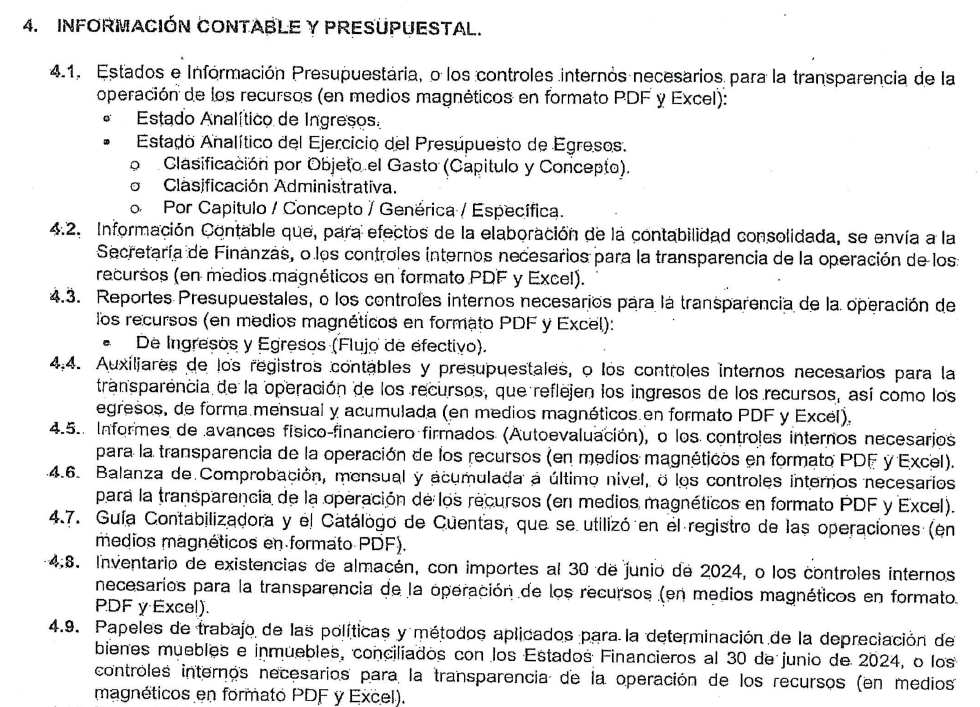 4. INFORMACIÓN CONTABLE Y PRESUPUESTAL.
4.1. Estados e Información Presupuestaria, o los controles internos necesarios para la transparencia de la
operación de los recursos (en medios magnéticos en formato PDF y Excel):
• Estado Analítico de Ingresos.
• Estado Analítico del Ejercicio del Presupuesto de Egresos.
o Clasificación por Objeto el Gasto (Capitulo y Concepto).
o Clasificación Administrativa.
o Por Capitulo / Concepto / Genérica / Específica.
4.2. Información Contable que, para efectos de la elaboración de la contabilidad consolidada, se envía a la
Secretaría de Finanzas, o los controles internos necesarios para la transparencia de la operación de los
recursos (en medios magnéticos en formato PDF y Excel).
4.3. Reportes Presupuestales, o los controles internos necesarios para la transparencia de la operación de
los recursos (en medios magnéticos en formato PDF y Excel):
• De Ingresos y Egresos (Flujo de efectivo).
4.4. Auxiliares de los registros contables y presupuestales, o los controles internos necesarios para la
transparencia de la operación de los recursos, que reflejen los ingresos de los recursos, así como los
egresos, de forma mensual y acumulada (en medios magnéticos en formato PDF y Excel).
4.5. Informes de avances físico-financiero firmados (Autoevaluación), o los controles internos necesarios
para la transparencia de la operación de los recursos (en medios magnéticos en formato PDF y Excel).
4.6. Balanza de Comprobación, mensual y acumulada a último nivel, o los controles internos necesarios
para la transparencia de la operación de los recursos (en medios magnéticos en formato PDF y Excel).
4.7. Guía Contabilizadora y el Catálogo de Cuentas, que se utilizó en el registro de las operaciones (en
medios magnéticos en formato PDF).
4.8. Inventario de existencias de almacén, con importes al 30 de junio de 2024, o los controles internos
necesarios para la transparencia de la operación de los recursos (en medios magnéticos en formato
PDF y Excel).
4.9. Papeles de trabajo de las políticas y métodos aplicados para la determinación de la depreciación de
bienes muebles e inmuebles, conciliados con los Estados Financieros al 30 de junio de 2024, o los
controles internos necesarios para la transparencia de la operación de los recursos (en medios
magnéticos en formato PDF y Excel).